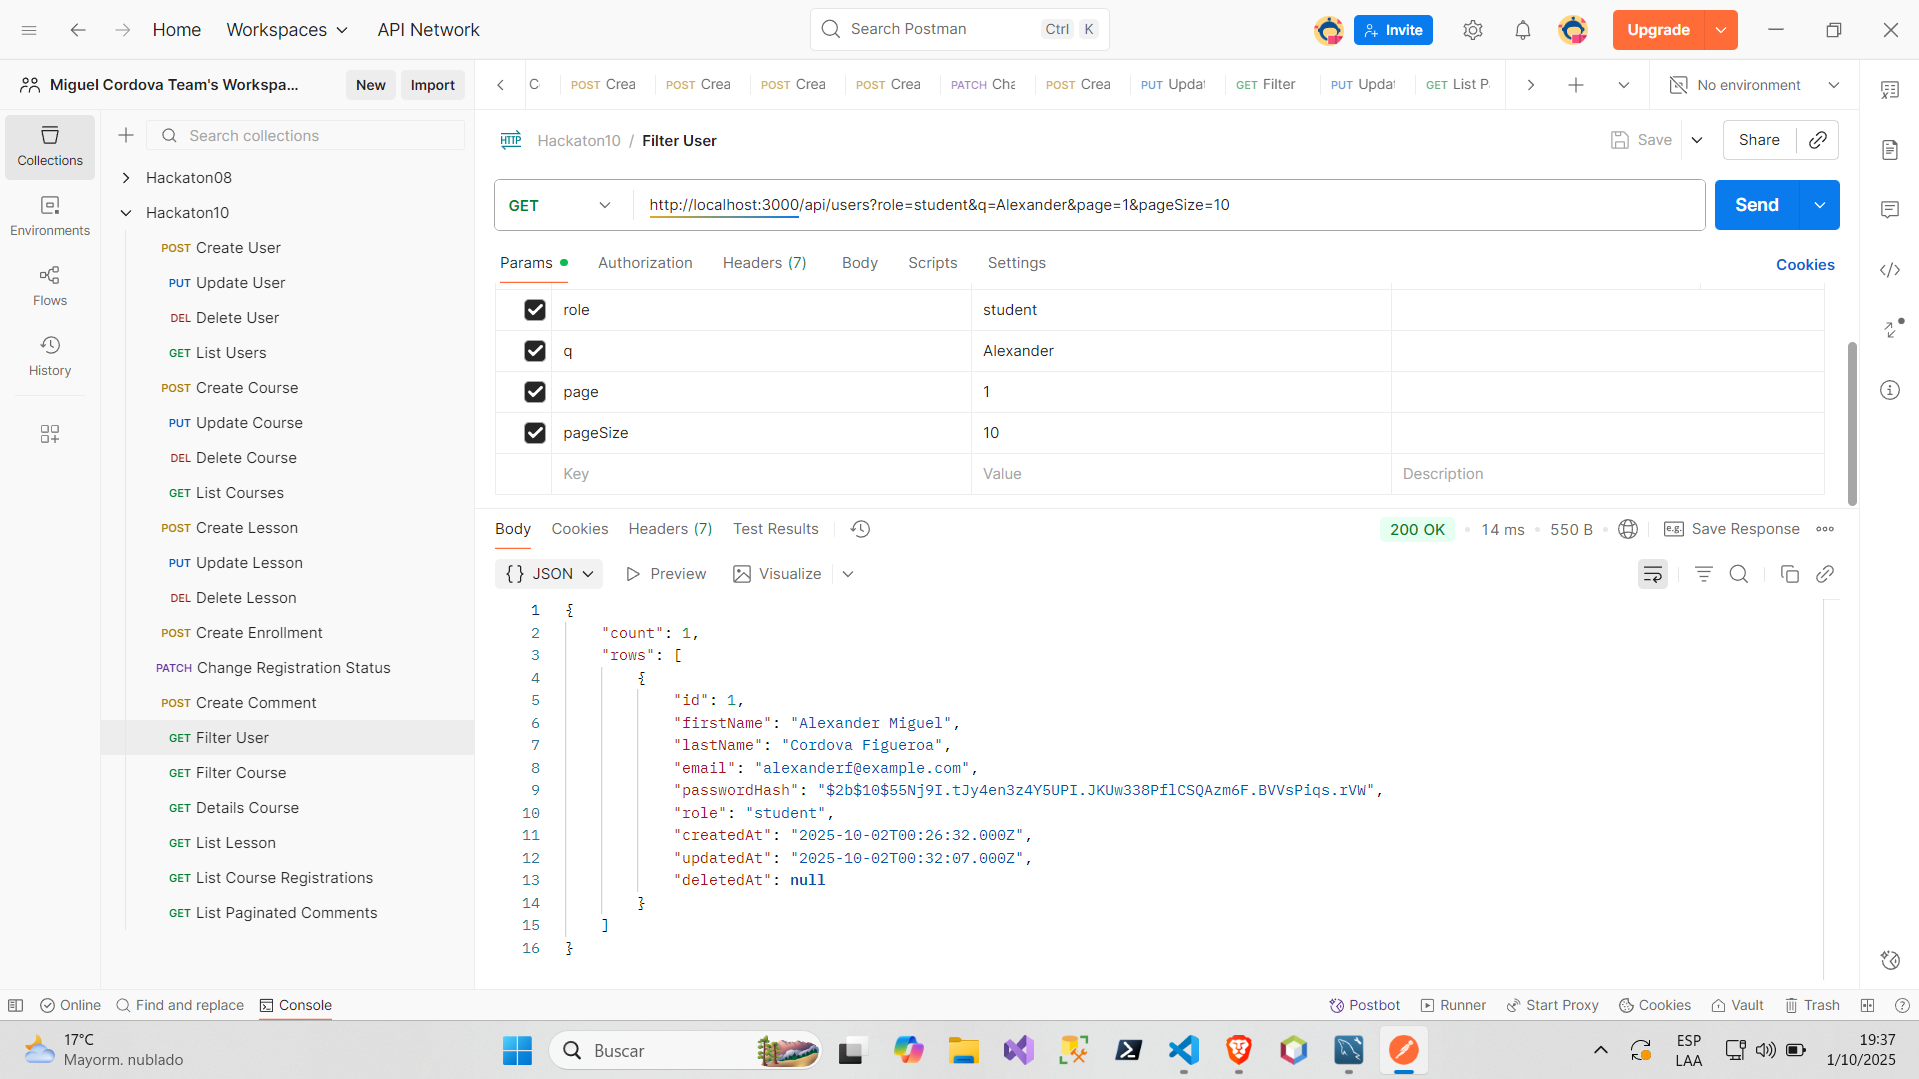 Home
Workspaces
API Network
Search Postman
Ctrl K
Invite
Upgrade
Miguel Cordova Team's Workspa...
New
Import
C
POST Crea
POST Crea
POST Crea
POST Crea
PATCH Cha
POST Crea
PUT Updat
GET Filter
PUT Updat
GET List P
No environment
Collections
Environments
Flows
History
Search collections
Hackaton08
Hackaton10
POST Create User
PUT Update User
DEL Delete User
GET List Users
POST Create Course
PUT Update Course
DEL Delete Course
GET List Courses
POST Create Lesson
PUT Update Lesson
DEL Delete Lesson
POST Create Enrollment
PATCH Change Registration Status
POST Create Comment
GET Filter User
GET Filter Course
GET Details Course
GET List Lesson
GET List Course Registrations
GET List Paginated Comments
HTTP Hackaton10 / Filter User
Save
Share
GET
http://localhost:3000/api/users?role=student&q=Alexander&page=1&pageSize=10
Send
Params
Authorization
Headers (7)
Body
Scripts
Settings
Cookies
role student
q Alexander
page 1
pageSize 10
Key Value Description
Body
Cookies
Headers (7)
Test Results
200 OK
14 ms
550 B
e.g.
Save Response
{} JSON
Preview
Visualize
1 {
2 "count": 1,
3 "rows": [
4 {
5 "id": 1,
6 "firstName": "Alexander Miguel",
7 "lastName": "Cordova Figueroa",
8 "email": "alexanderf@example.com",
9 "passwordHash": "$2b$10$55Nj9I.tJy4en3z4Y5UPI.JKUw338PflCSQAzm6F.BVVsPiqs.rVW",
10 "role": "student",
11 "createdAt": "2025-10-02T00:26:32.000Z",
12 "updatedAt": "2025-10-02T00:32:07.000Z",
13 "deletedAt": null
14 }
15 ]
16 }
Online
Find and replace
Console
Postbot
Runner
Start Proxy
Cookies
Vault
Trash
17°C
Mayorm. nublado
Buscar
ESP
LAA
19:37
1/10/2025